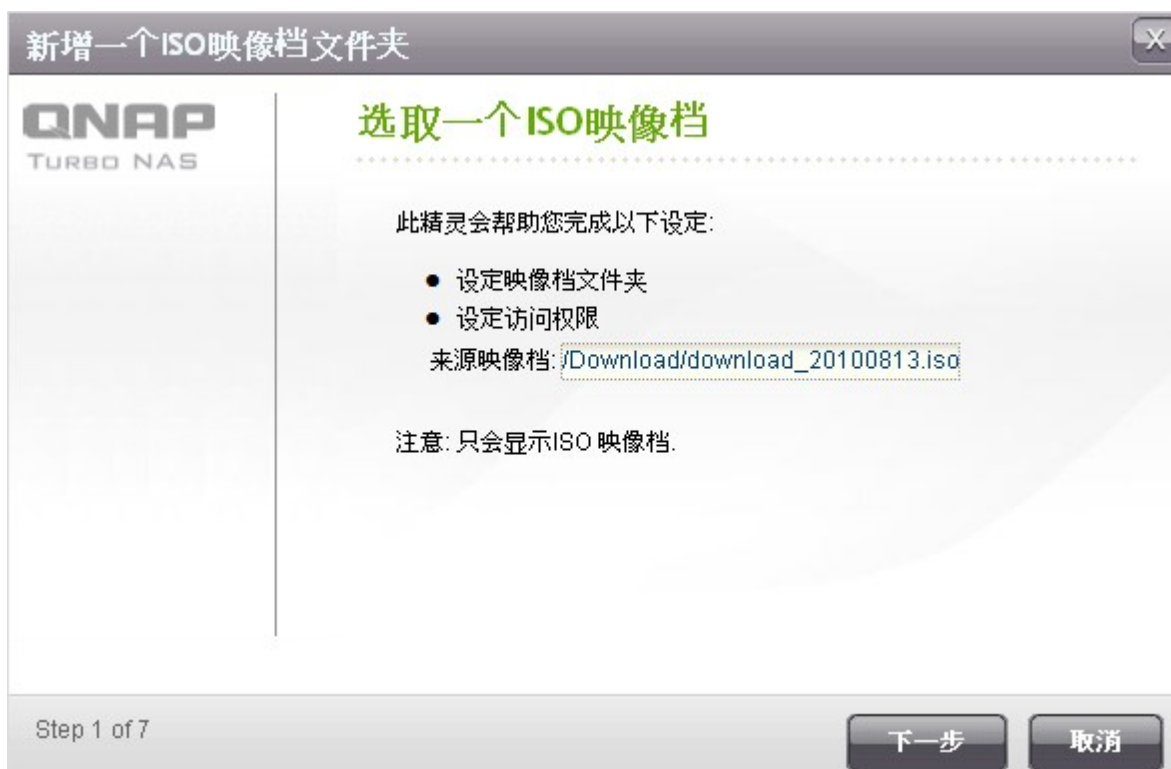 新增一个ISO映像档文件夹
X
QNAP
TURBO NAS
选取一个ISO映像档
此精灵会帮助您完成以下设定:
● 设定映像档文件夹
● 设定访问权限
来源映像档: /Download/download_20100813.iso
注意: 只会显示ISO 映像档.
Step 1 of 7
下一步
取消